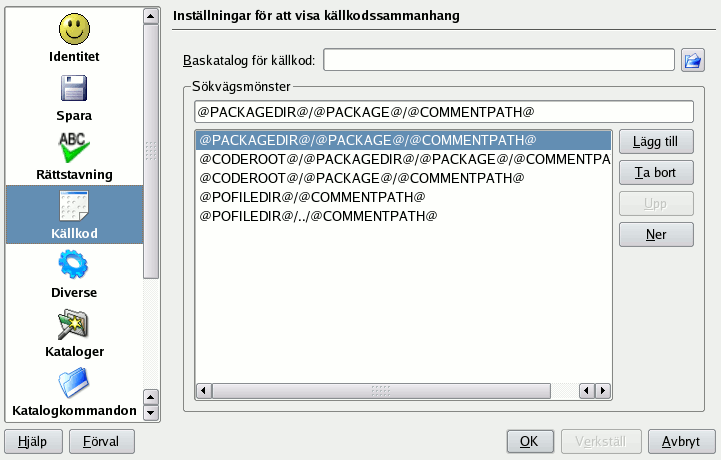 Identitet
Spara
ABC
Rättstavning
Källkod
Diverse
Kataloger
Katalogkommandon
Inställningar för att visa källkodssammanhang
Baskatalog för källkod:
Sökvägsmönster
@PACKAGEDIR@/@PACKAGE@/@COMMENTPATH@
@PACKAGEDIR@/@PACKAGE@/@COMMENTPATH@
@CODEROOT@/@PACKAGEDIR@/@PACKAGE@/@COMMENTPA
@CODEROOT@/@PACKAGE@/@COMMENTPATH@
@POFILEDIR@/@COMMENTPATH@
@POFILEDIR@/../@COMMENTPATH@
Lägg till
Ta bort
Upp
Ner
Hjälp
Förval
OK
Verkställ
Avbryt